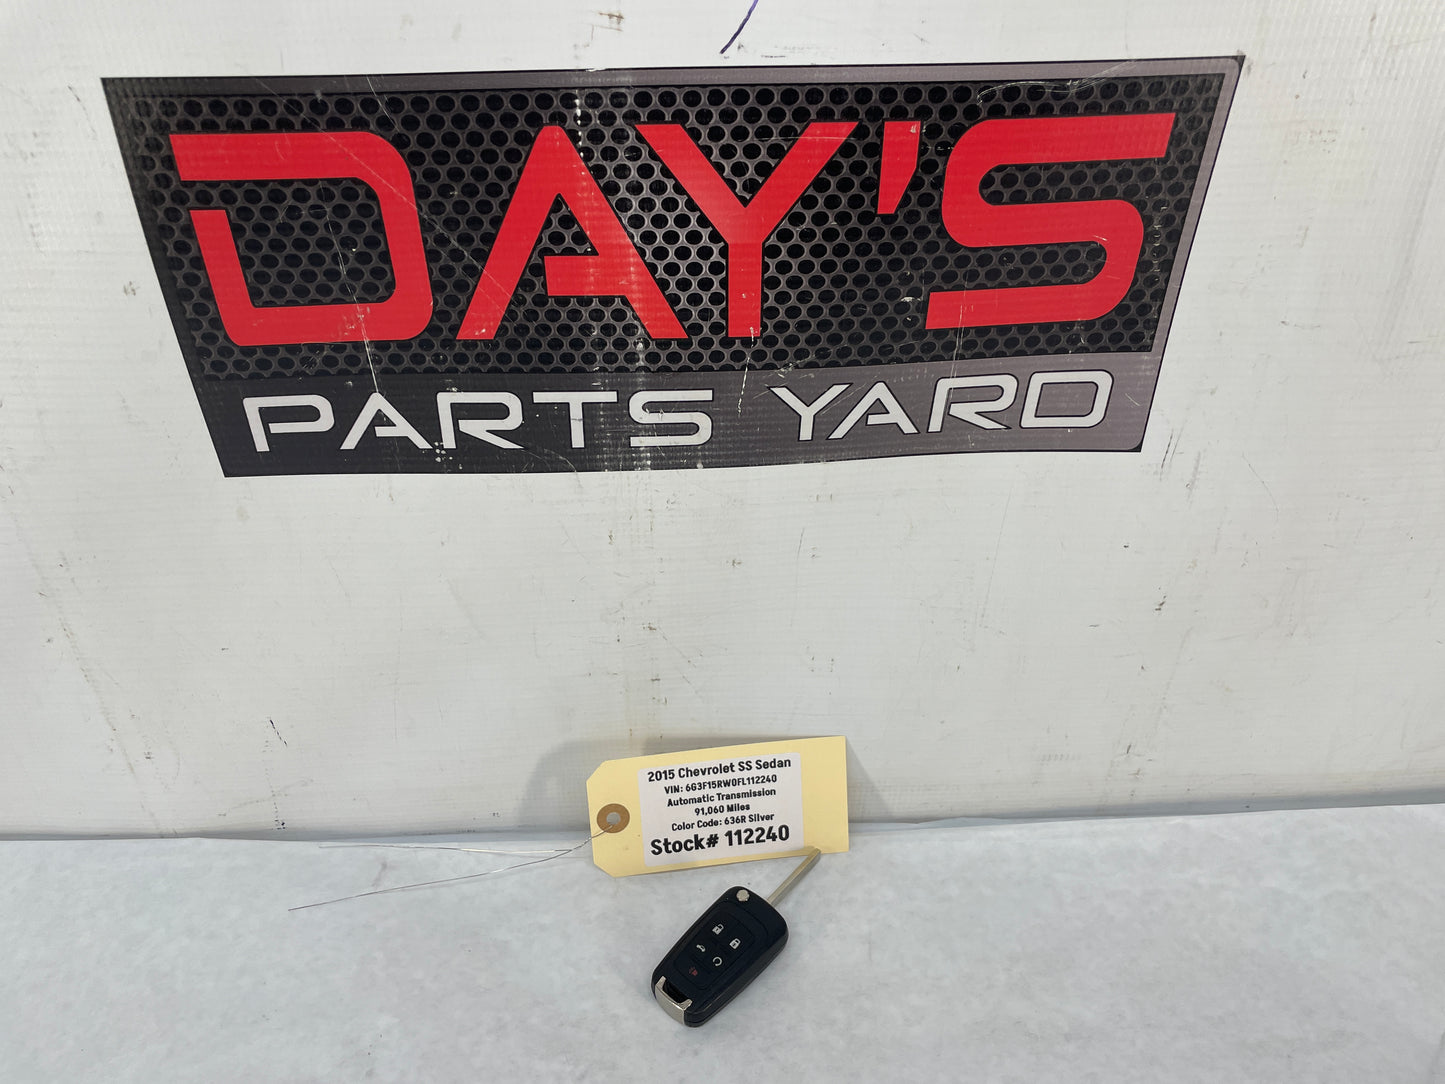 DAY'S
PARTS YARD
2015 Chevrolet SS Sedan
VIN: 6G3F15RW0FL112240
Automatic Transmission
91,060 Miles
Color Code: 636R Silver
Stock# 112240